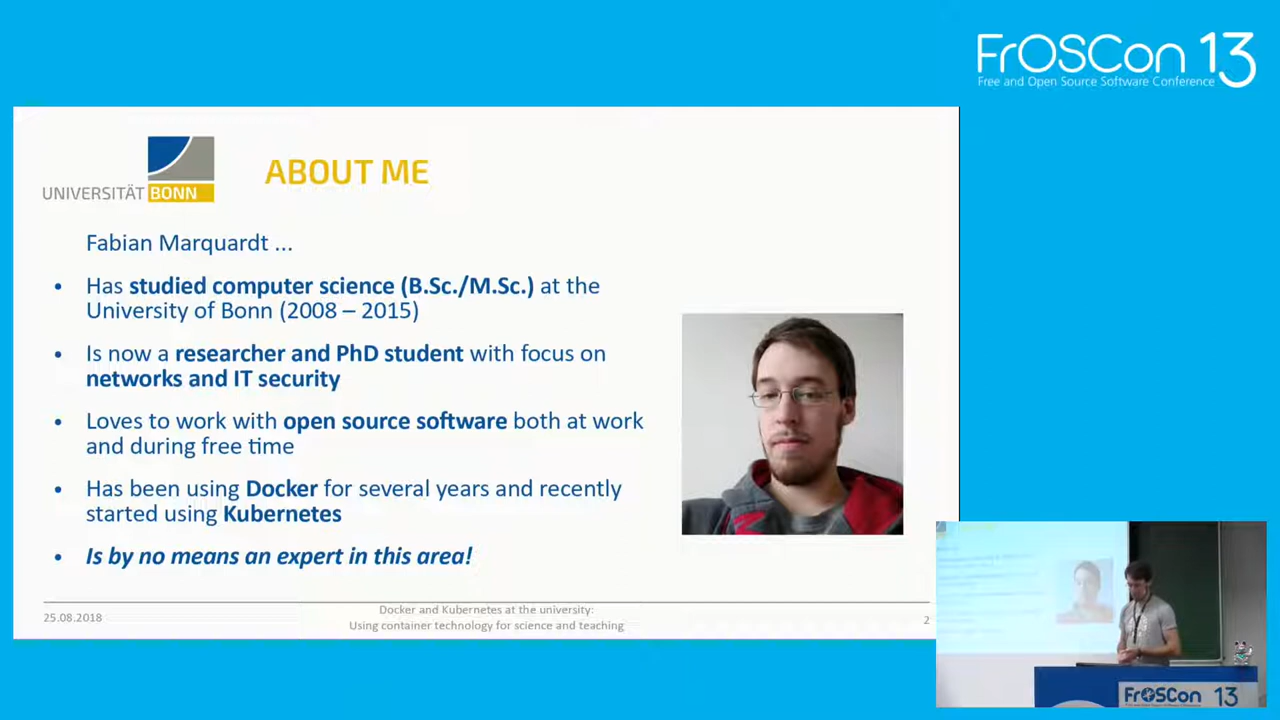 FrOSCon 13
Free and Open Source Software Conference
UNIVERSITÄT BONN
ABOUT ME
Fabian Marquardt ...
• Has studied computer science (B.Sc./M.Sc.) at the
University of Bonn (2008 – 2015)
• Is now a researcher and PhD student with focus on
networks and IT security
• Loves to work with open source software both at work
and during free time
• Has been using Docker for several years and recently
started using Kubernetes
• Is by no means an expert in this area!
25.08.2018
Docker and Kubernetes at the university:
Using container technology for science and teaching
2
FrOSCon 13